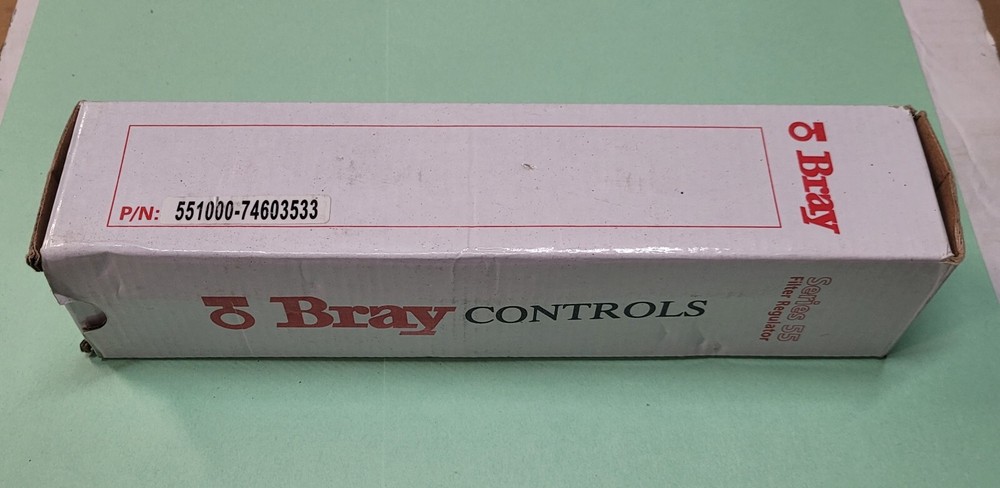 P/N: 551000-74603533
Bray
Bray CONTROLS
Series 55
Filter Regulator